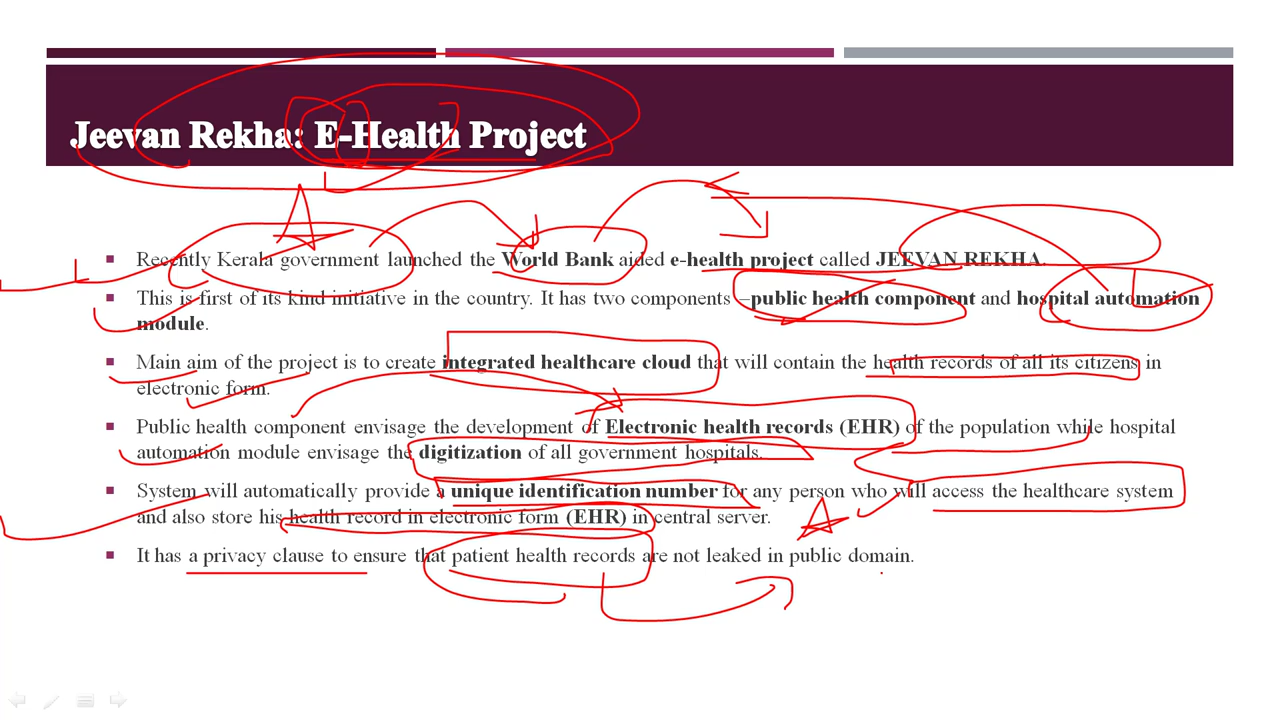 Jeevan Rekha: E-Health Project
Recently Kerala government launched the World Bank aided e-health project called JEEVAN REKHA.
This is first of its kind initiative in the country. It has two components –public health component and hospital automation
module.
Main aim of the project is to create integrated healthcare cloud that will contain the health records of all its citizens in
electronic form.
Public health component envisage the development of Electronic health records (EHR) of the population while hospital
automation module envisage the digitization of all government hospitals.
System will automatically provide a unique identification number for any person who will access the healthcare system
and also store his health record in electronic form (EHR) in central server.
It has a privacy clause to ensure that patient health records are not leaked in public domain.